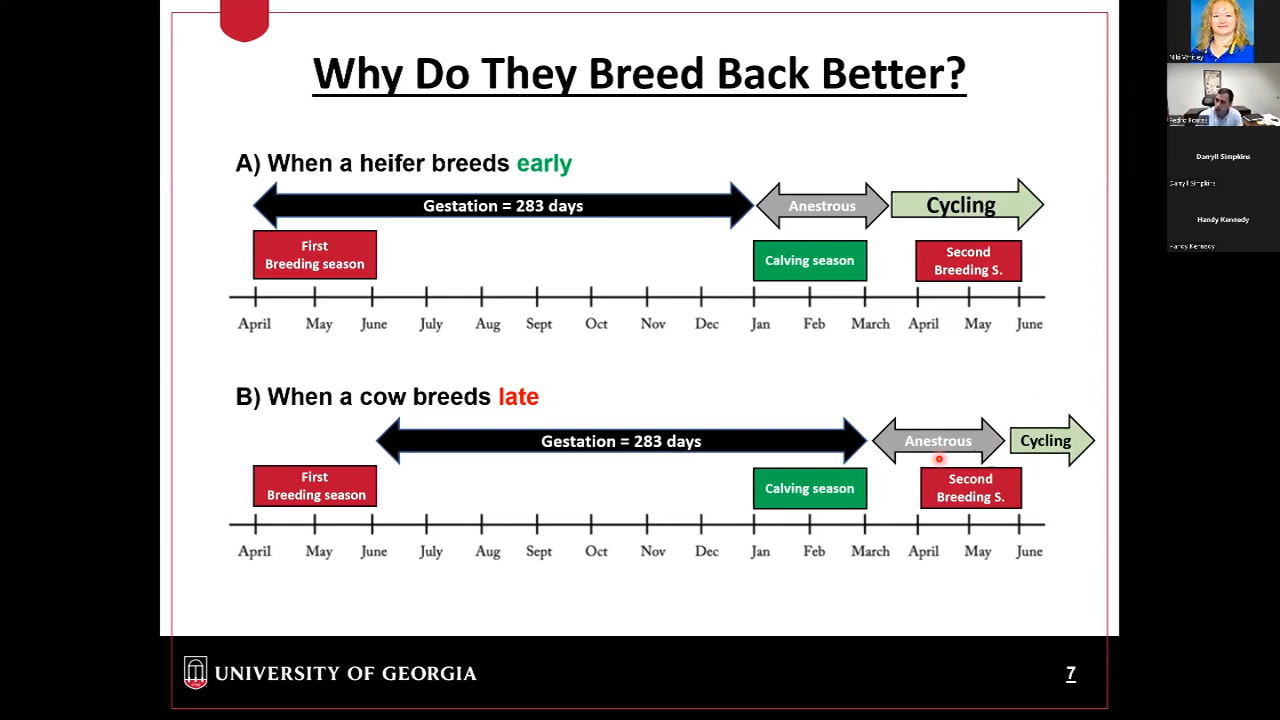 Why Do They Breed Back Better?
A) When a heifer breeds early
Gestation = 283 days
Anestrous
Cycling
First
Breeding season
Calving season
Second
Breeding S.
April May June July Aug Sept Oct Nov Dec Jan Feb March April May June
B) When a cow breeds late
Gestation = 283 days
Anestrous
Cycling
First
Breeding season
Calving season
Second
Breeding S.
April May June July Aug Sept Oct Nov Dec Jan Feb March April May June
UNIVERSITY OF GEORGIA
7
Darryll Simpkins
Darryll Simpkins
Handy Kennedy
Handy Kennedy